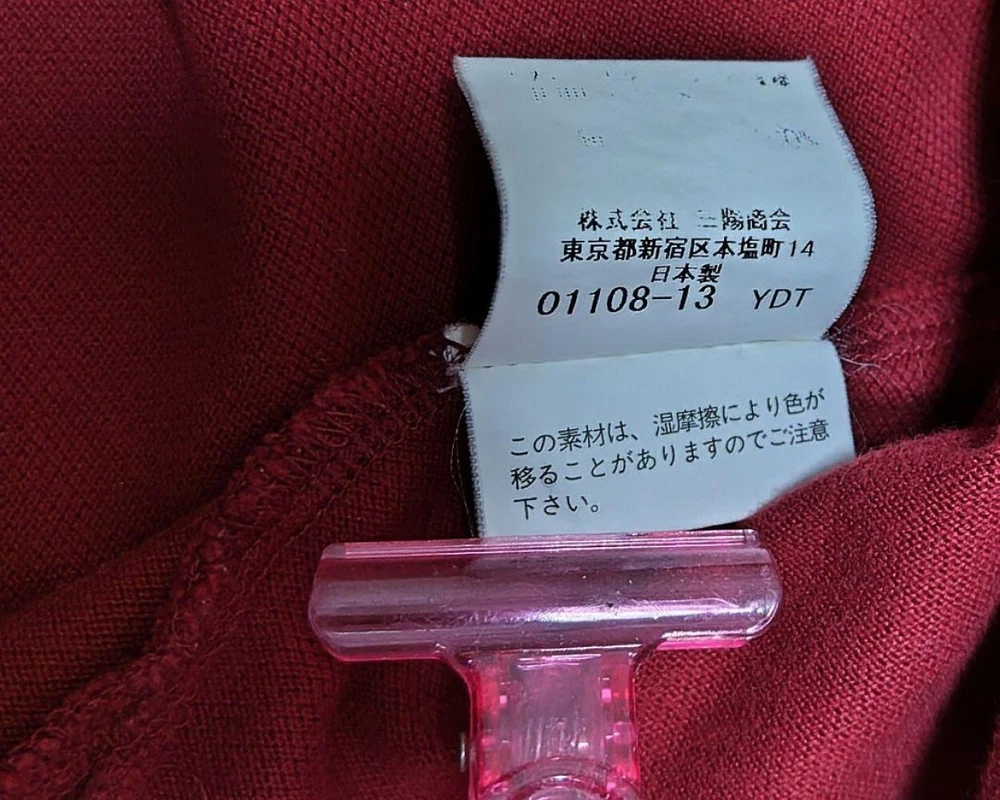 株式会社 三陽商会
東京都新宿区本塩町14
日本製
01108-13 YDT
この素材は、湿摩擦により色が
移ることがありますのでご注意
下さい。